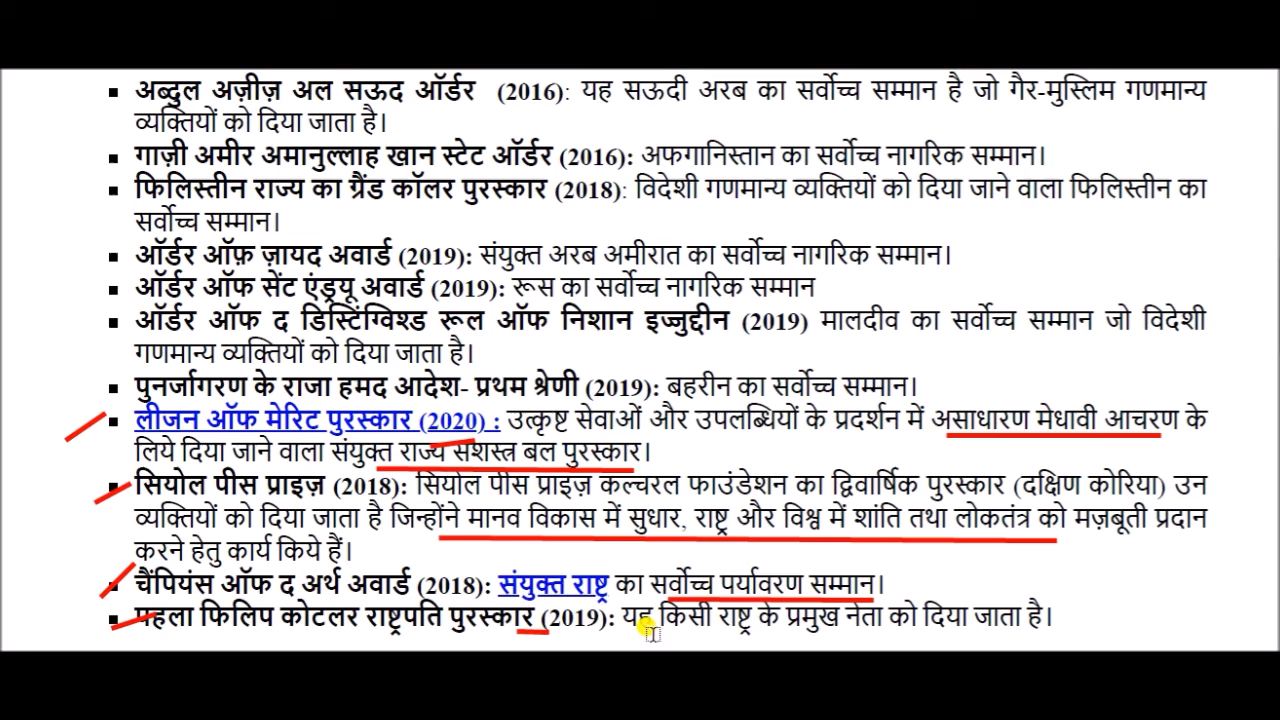 ▪ अब्दुल अज़ीज़ अल सऊद ऑर्डर (2016): यह सऊदी अरब का सर्वोच्च सम्मान है जो गैर-मुस्लिम गणमान्य
व्यक्तियों को दिया जाता है।
▪ गाज़ी अमीर अमानुल्लाह खान स्टेट ऑर्डर (2016): अफगानिस्तान का सर्वोच्च नागरिक सम्मान।
▪ फिलिस्तीन राज्य का ग्रैंड कॉलर पुरस्कार (2018): विदेशी गणमान्य व्यक्तियों को दिया जाने वाला फिलिस्तीन का
सर्वोच्च सम्मान।
▪ ऑर्डर ऑफ़ ज़ायद अवार्ड (2019): संयुक्त अरब अमीरात का सर्वोच्च नागरिक सम्मान।
▪ ऑर्डर ऑफ सेंट एंड्रयू अवार्ड (2019): रूस का सर्वोच्च नागरिक सम्मान
▪ ऑर्डर ऑफ द डिस्टिंग्विश्ड रूल ऑफ निशान इज्जुद्दीन (2019) मालदीव का सर्वोच्च सम्मान जो विदेशी
गणमान्य व्यक्तियों को दिया जाता है।
▪ पुनर्जागरण के राजा हमद आदेश- प्रथम श्रेणी (2019): बहरीन का सर्वोच्च सम्मान।
▪ लीजन ऑफ मेरिट पुरस्कार (2020) : उत्कृष्ट सेवाओं और उपलब्धियों के प्रदर्शन में असाधारण मेधावी आचरण के
लिये दिया जाने वाला संयुक्त राज्य सशस्त्र बल पुरस्कार।
▪ सियोल पीस प्राइज़ (2018): सियोल पीस प्राइज़ कल्चरल फाउंडेशन का द्विवार्षिक पुरस्कार (दक्षिण कोरिया) उन
व्यक्तियों को दिया जाता है जिन्होंने मानव विकास में सुधार, राष्ट्र और विश्व में शांति तथा लोकतंत्र को मज़बूती प्रदान
करने हेतु कार्य किये हैं।
▪ चैंपियंस ऑफ द अर्थ अवार्ड (2018): संयुक्त राष्ट्र का सर्वोच्च पर्यावरण सम्मान।
▪ पहला फिलिप कोटलर राष्ट्रपति पुरस्कार (2019): यह किसी राष्ट्र के प्रमुख नेता को दिया जाता है।